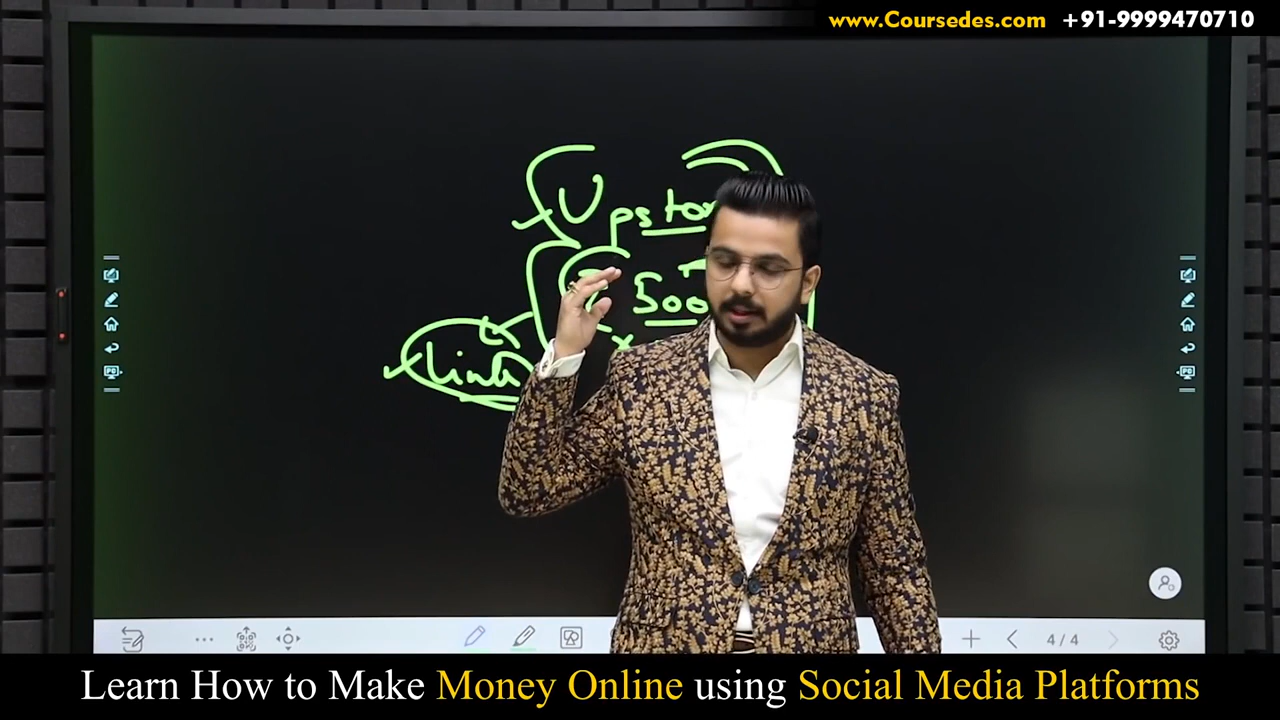 www.Coursedes.com +91-9999470710
Upstor
500
Link
4/4
Learn How to Make Money Online using Social Media Platforms